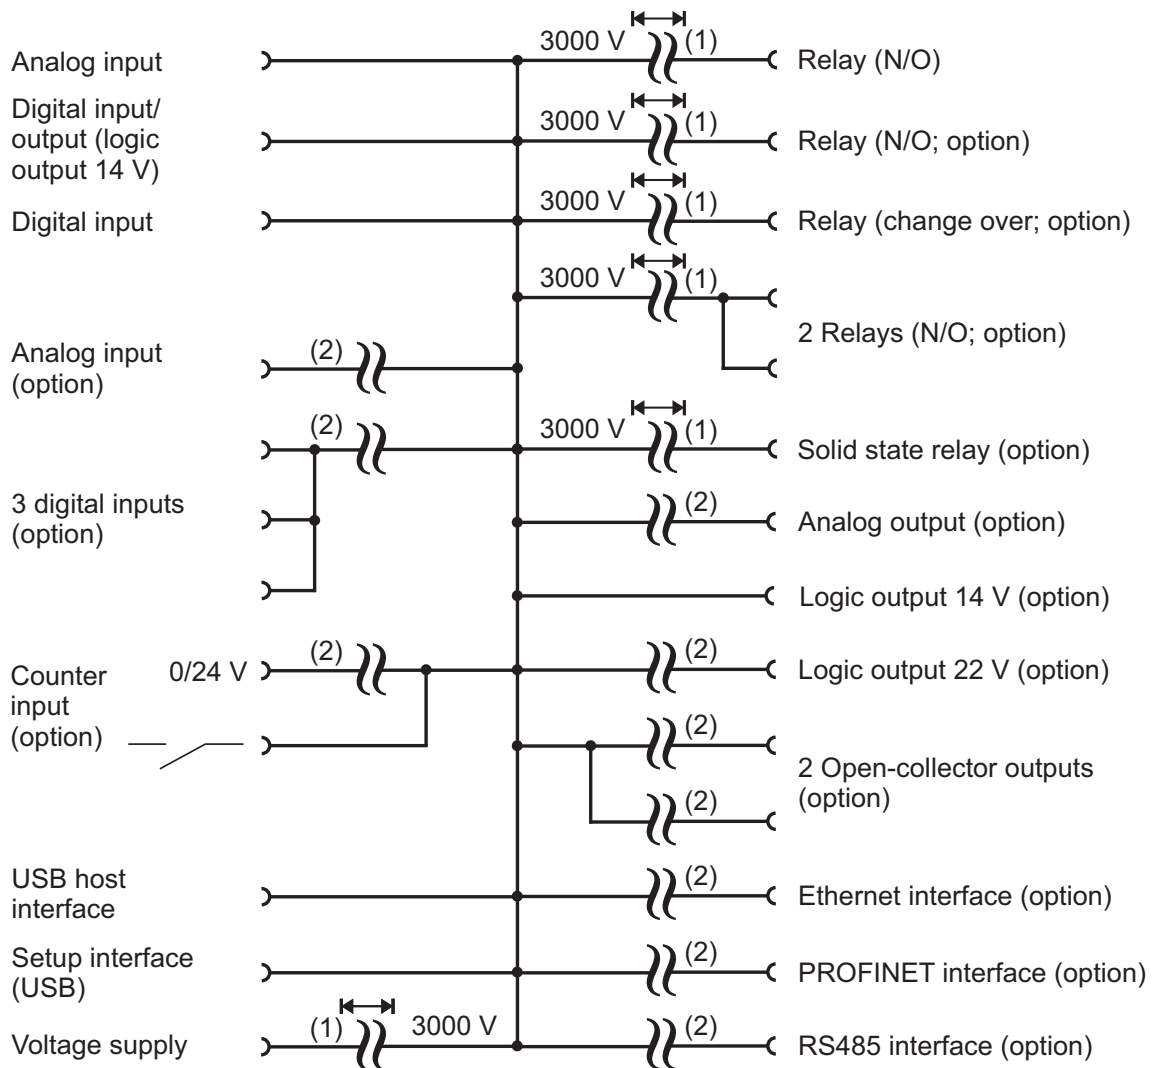 3000 V (1)
Analog input
Relay (N/O)
Digital input/
output (logic
output 14 V)
3000 V (1)
Relay (N/O; option)
Digital input
3000 V (1)
Relay (change over; option)
3000 V (1)
2 Relays (N/O; option)
Analog input
(option)
(2)
3 digital inputs
(option)
(2)
3000 V (1)
Solid state relay (option)
(2)
Analog output (option)
Logic output 14 V (option)
Counter
input
(option)
0/24 V
(2)
(2)
Logic output 22 V (option)
(2)
(2)
2 Open-collector outputs
(option)
USB host
interface
(2)
Ethernet interface (option)
Setup interface
(USB)
(2)
PROFINET interface (option)
Voltage supply
(1) 3000 V
(2)
RS485 interface (option)